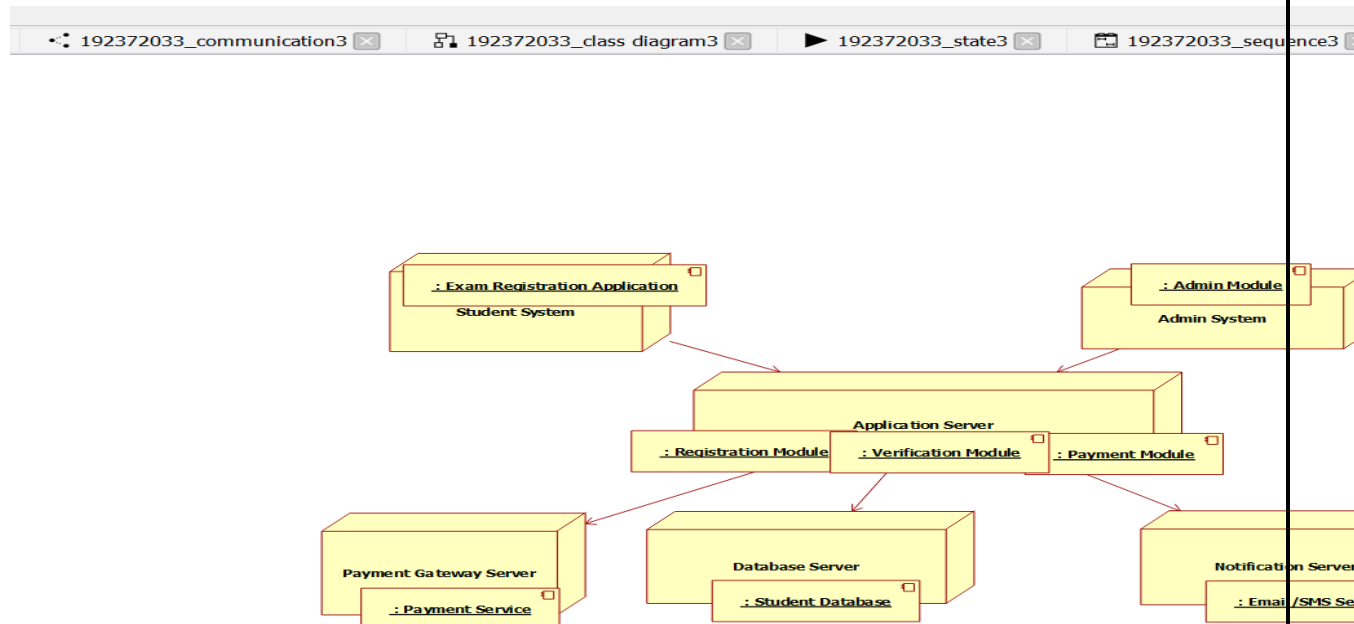 192372033_communication3
192372033_class diagram3
192372033_state3
192372033_sequence3
: Exam Registration Application
Student System
: Admin Module
Admin System
Application Server
: Registration Module
: Verification Module
: Payment Module
Payment Gateway Server
: Payment Service
Database Server
: Student Database
Notification Server
: Email/SMS Se